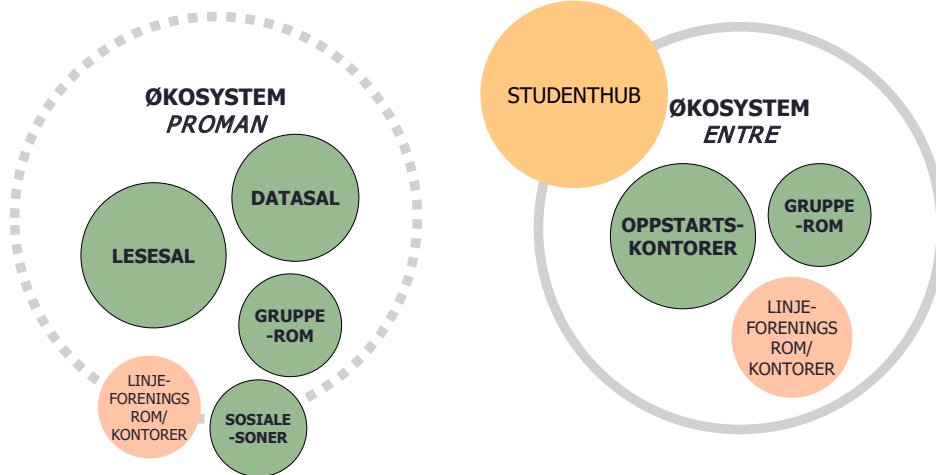 ØKOSYSTEM
PROMAN
DATASAL
LESESAL
GRUPPE
-ROM
LINJE-
FORENINGS
ROM/
KONTORER
SOSIALE
-SONER
STUDENTHUB
ØKOSYSTEM
ENTRE
OPPSTARTS-
KONTORER
GRUPPE
-ROM
LINJE-
FORENINGS
ROM/
KONTORER